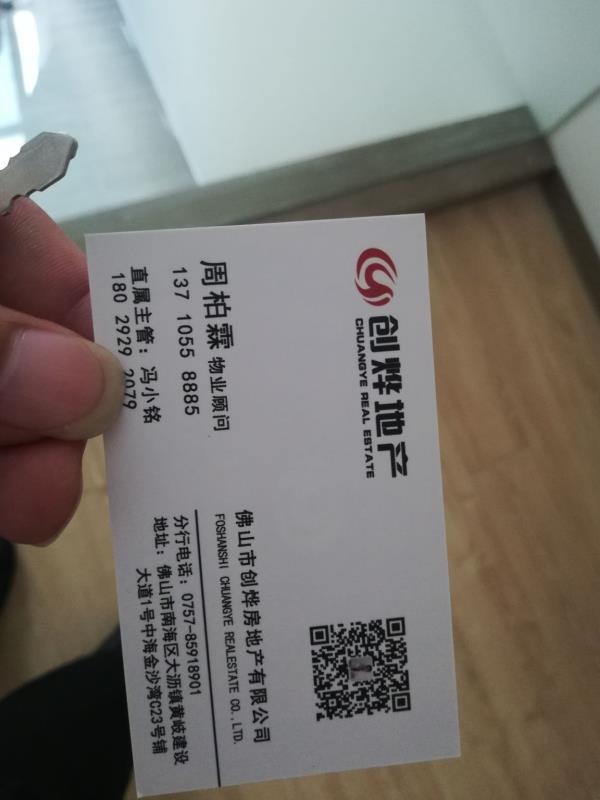 创烨地产
CHUANGYE REAL ESTATE
周柏霖 物业顾问
137 1055 8885
直属主管：冯小铭
180 2929 2079
佛山市创烨房地产有限公司
FOSHANSHI CHUANGYE REALESTATE CO.,LTD.
分行电话：0757-85918901
地址：佛山市南海区大沥镇黄岐建设
大道1号中海金沙湾C23号铺